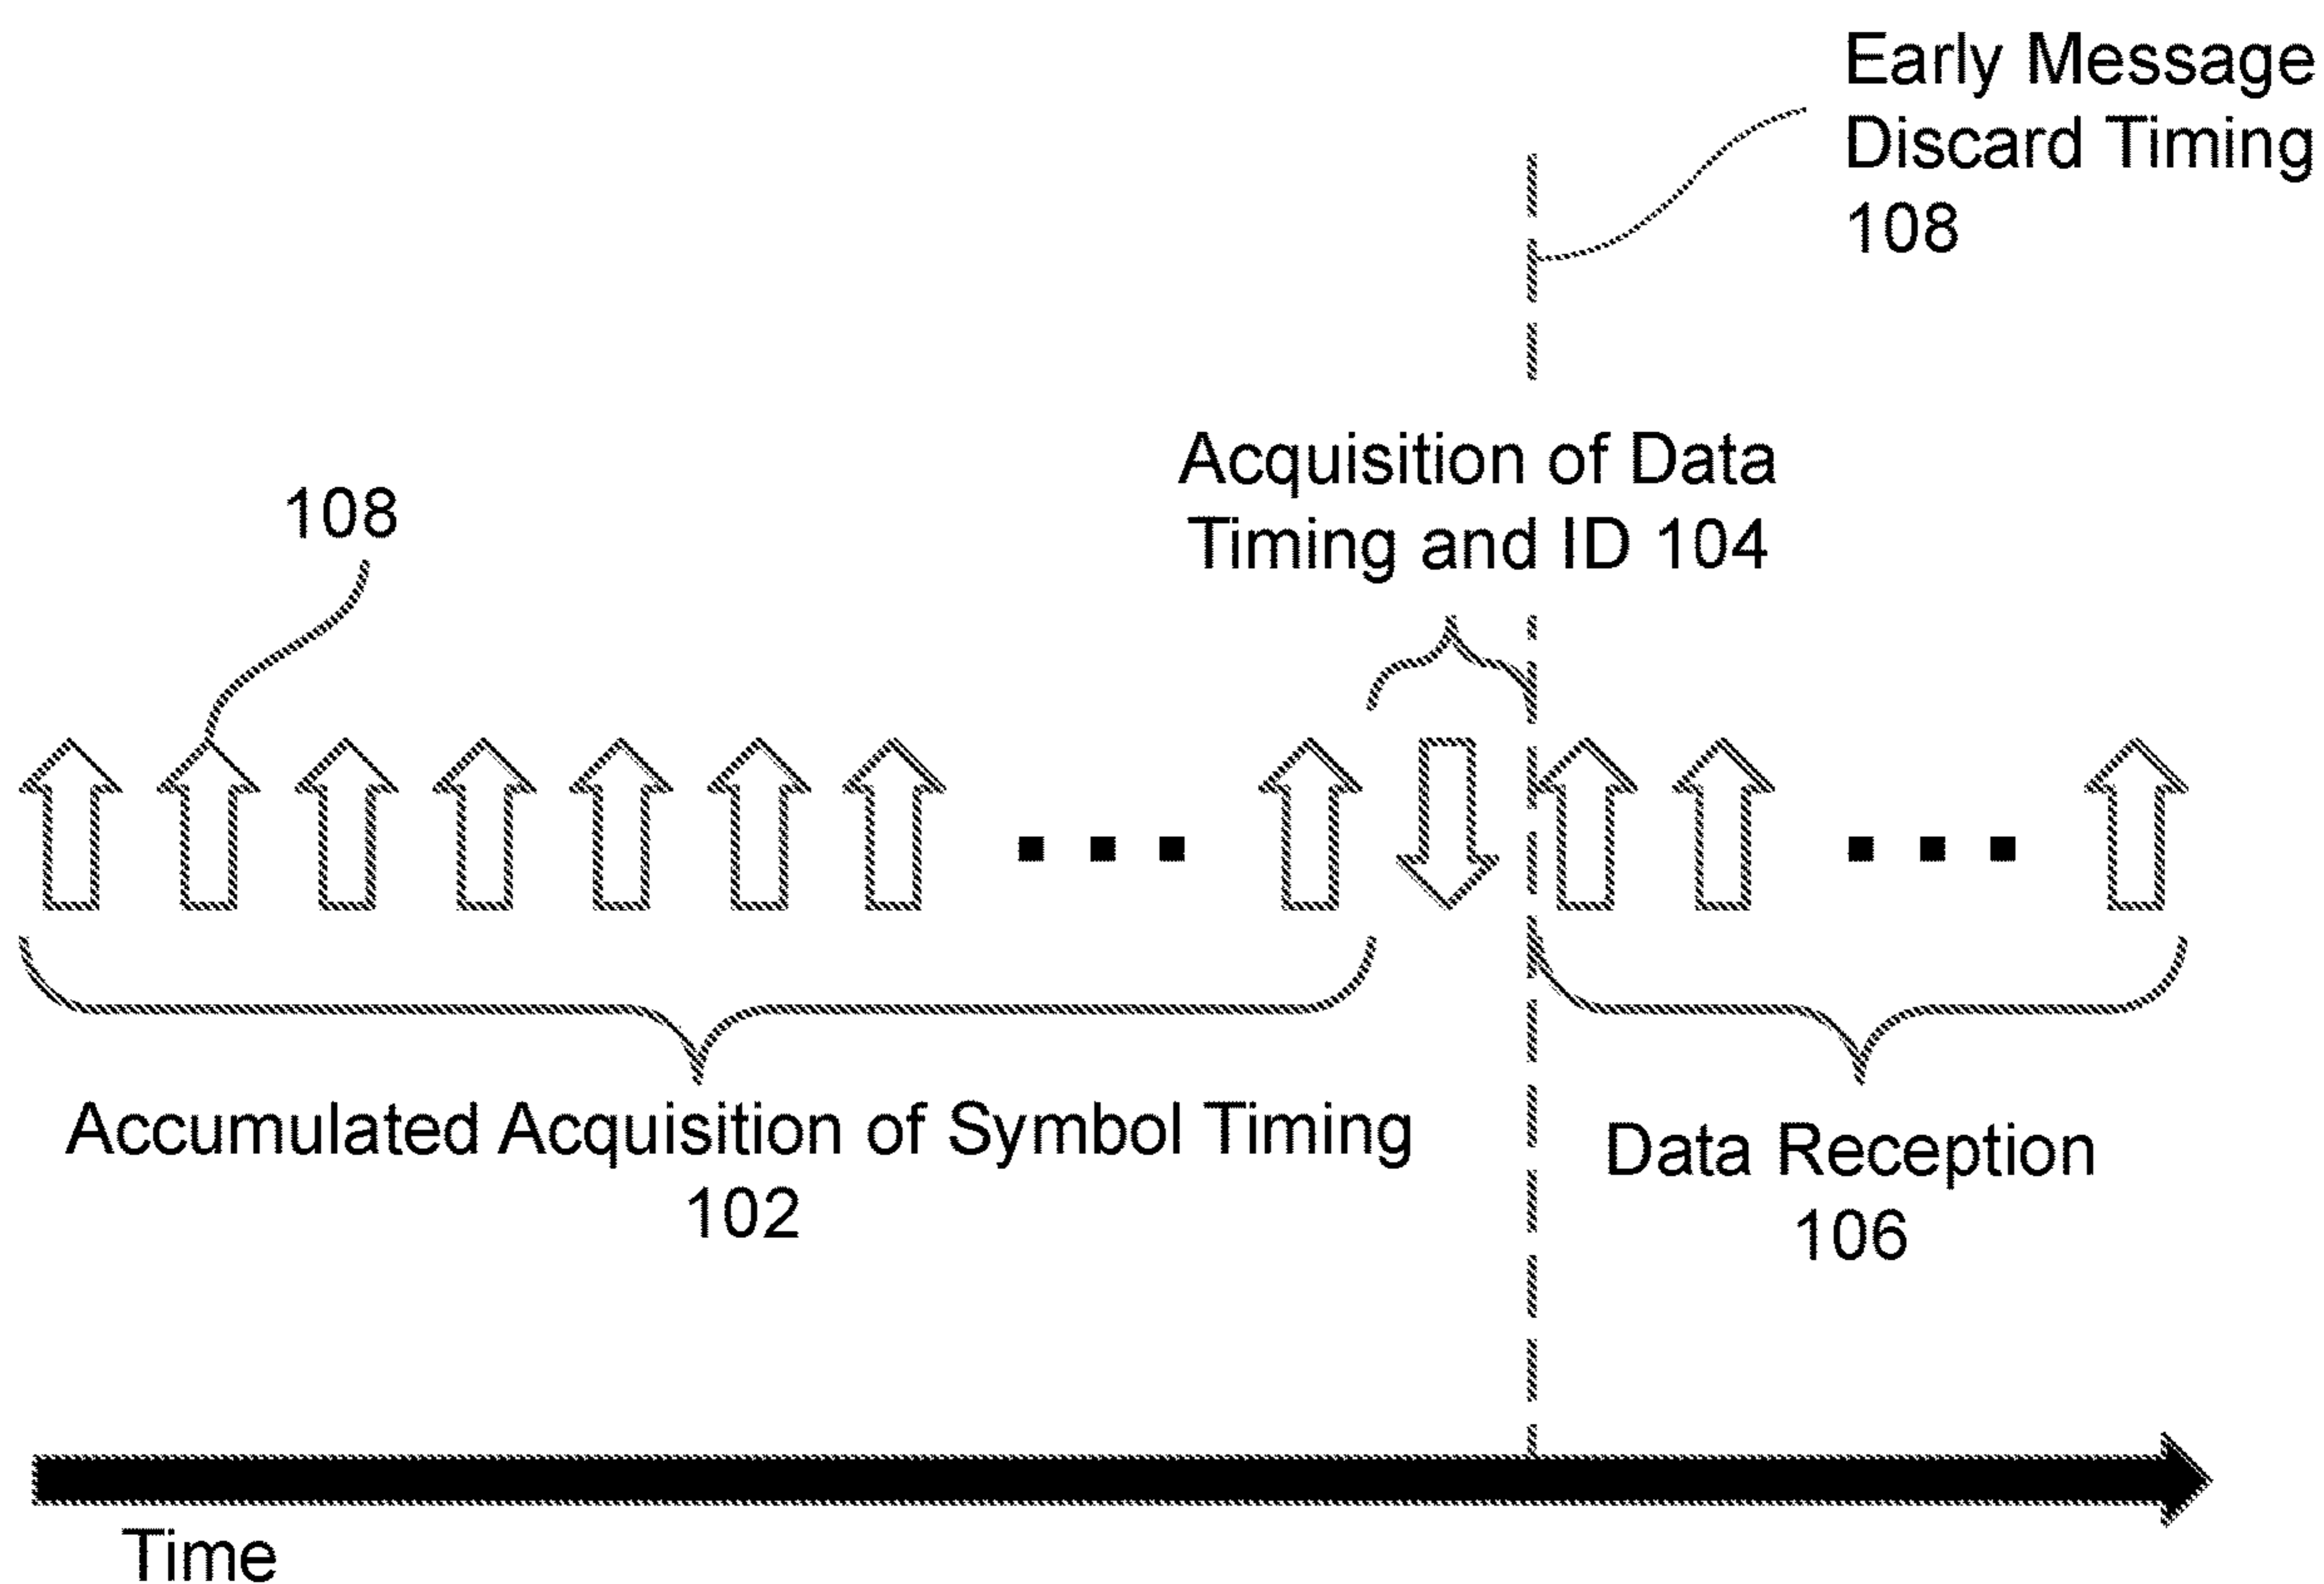 Early Message
Discard Timing
108
Acquisition of Data
Timing and ID 104
108
Accumulated Acquisition of Symbol Timing
102
Data Reception
106
Time